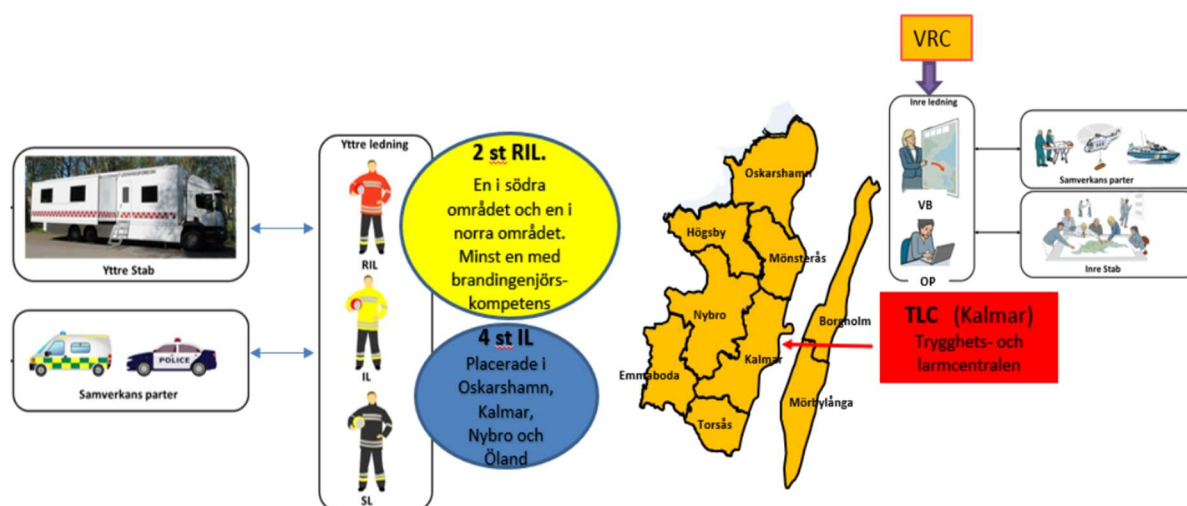 Yttre Stab
Samverkans parter
Yttre ledning
RIL
IL
SL
2 st RIL.
En i södra
området och en i
norra området.
Minst en med
brandingenjörs-
kompetens
4 st IL
Placerade i
Oskarshamn,
Kalmar,
Nybro och
Öland
Oskarshamn
Högsby
Mönsterås
Nybro
Borgholm
Kalmar
Emmaboda
Mörbylånga
Torsås
VRC
Inre ledning
VB
OP
Samverkans parter
Inre Stab
TLC (Kalmar)
Trygghets- och
larmcentralen
POLICE